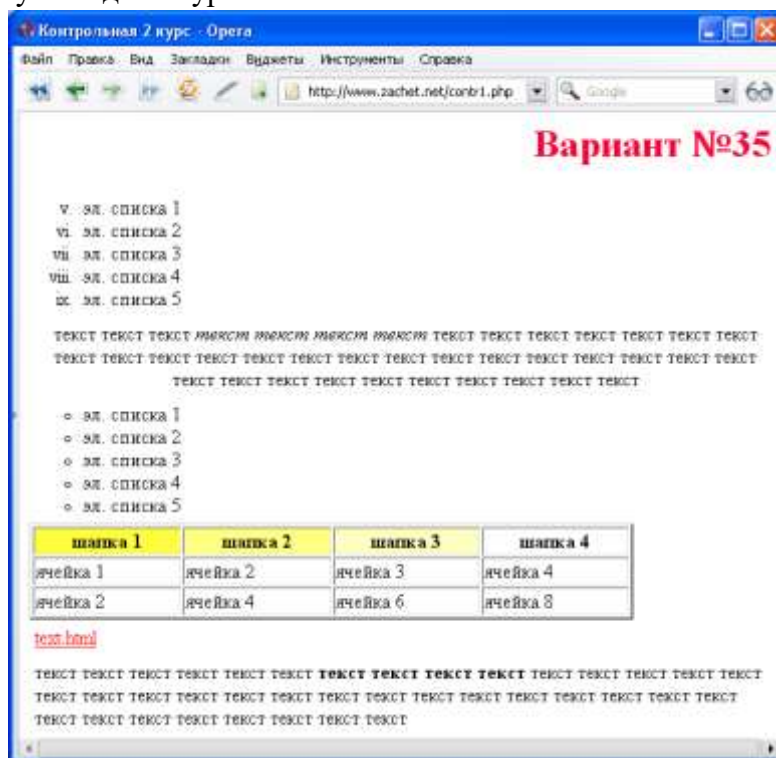 Контрольная 2 курс - Opera
Файл Правка Вид Закладки Виджеты Инструменты Справка
http://www.zachet.net/contr1.php Google
Вариант №35
v. эл. списка 1
vi. эл. списка 2
vii. эл. списка 3
viii. эл. списка 4
ix. эл. списка 5
текст текст текст текст текст текст текст текст текст текст текст текст текст текст
текст текст текст текст текст текст текст текст текст текст текст текст текст текст текст
текст текст текст текст текст текст текст текст текст текст
эл. списка 1
эл. списка 2
эл. списка 3
эл. списка 4
эл. списка 5
шапка 1 шапка 2 шапка 3 шапка 4
ячейка 1 ячейка 2 ячейка 3 ячейка 4
ячейка 2 ячейка 4 ячейка 6 ячейка 8
text.html
текст текст текст текст текст текст текст текст текст текст текст текст текст текст текст
текст текст текст текст текст текст текст текст текст текст текст текст текст текст текст
текст текст текст текст текст текст текст текст